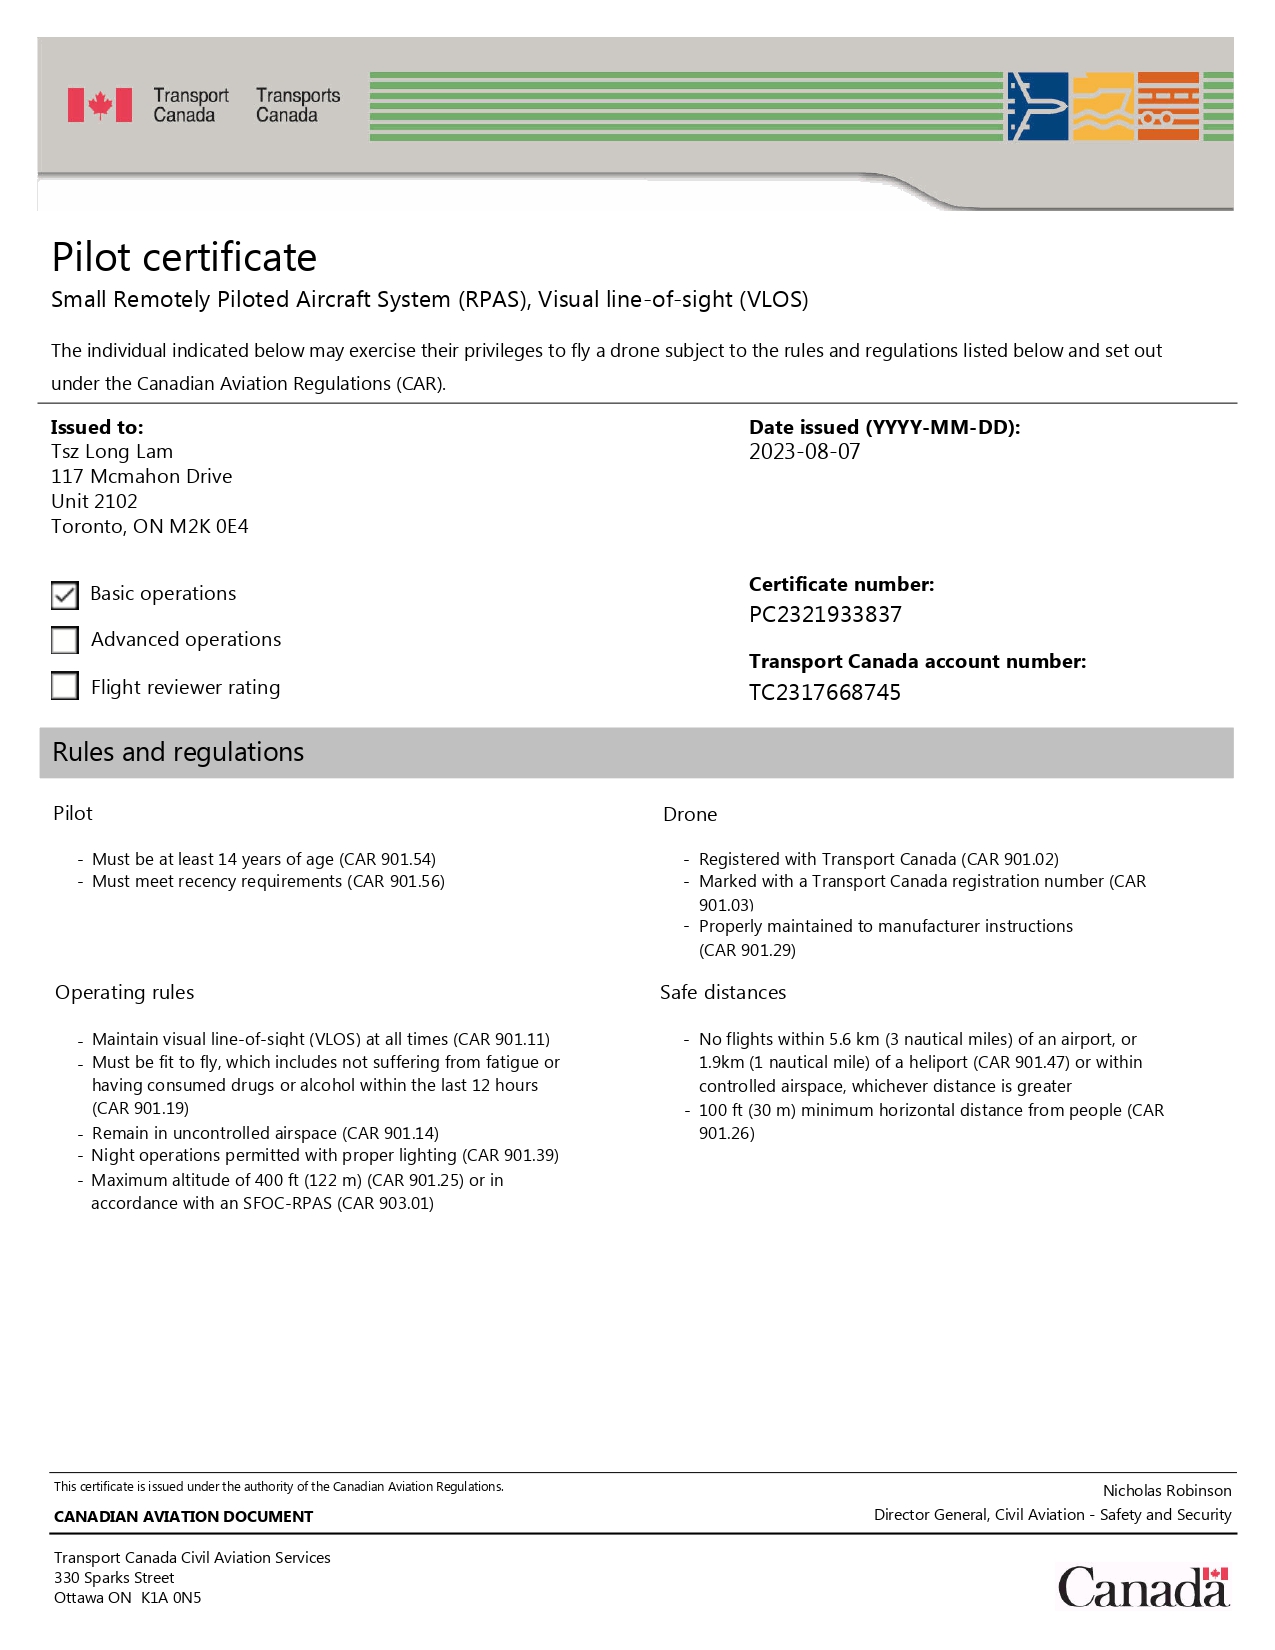 Transport Transports
Canada Canada
Pilot certificate
Small Remotely Piloted Aircraft System (RPAS), Visual line-of-sight (VLOS)
The individual indicated below may exercise their privileges to fly a drone subject to the rules and regulations listed below and set out
under the Canadian Aviation Regulations (CAR).
Issued to:
Tsz Long Lam
117 Mcmahon Drive
Unit 2102
Toronto, ON M2K 0E4
Date issued (YYYY-MM-DD):
2023-08-07
Basic operations
Advanced operations
Flight reviewer rating
Certificate number:
PC2321933837
Transport Canada account number:
TC2317668745
Rules and regulations
Pilot
- Must be at least 14 years of age (CAR 901.54)
- Must meet recency requirements (CAR 901.56)
Drone
- Registered with Transport Canada (CAR 901.02)
- Marked with a Transport Canada registration number (CAR
901.03)
- Properly maintained to manufacturer instructions
(CAR 901.29)
Operating rules
- Maintain visual line-of-sight (VLOS) at all times (CAR 901.11)
- Must be fit to fly, which includes not suffering from fatigue or
having consumed drugs or alcohol within the last 12 hours
(CAR 901.19)
- Remain in uncontrolled airspace (CAR 901.14)
- Night operations permitted with proper lighting (CAR 901.39)
- Maximum altitude of 400 ft (122 m) (CAR 901.25) or in
accordance with an SFOC-RPAS (CAR 903.01)
Safe distances
- No flights within 5.6 km (3 nautical miles) of an airport, or
1.9km (1 nautical mile) of a heliport (CAR 901.47) or within
controlled airspace, whichever distance is greater
- 100 ft (30 m) minimum horizontal distance from people (CAR
901.26)
This certificate is issued under the authority of the Canadian Aviation Regulations.
CANADIAN AVIATION DOCUMENT
Nicholas Robinson
Director General, Civil Aviation - Safety and Security
Transport Canada Civil Aviation Services
330 Sparks Street
Ottawa ON K1A 0N5
Canada